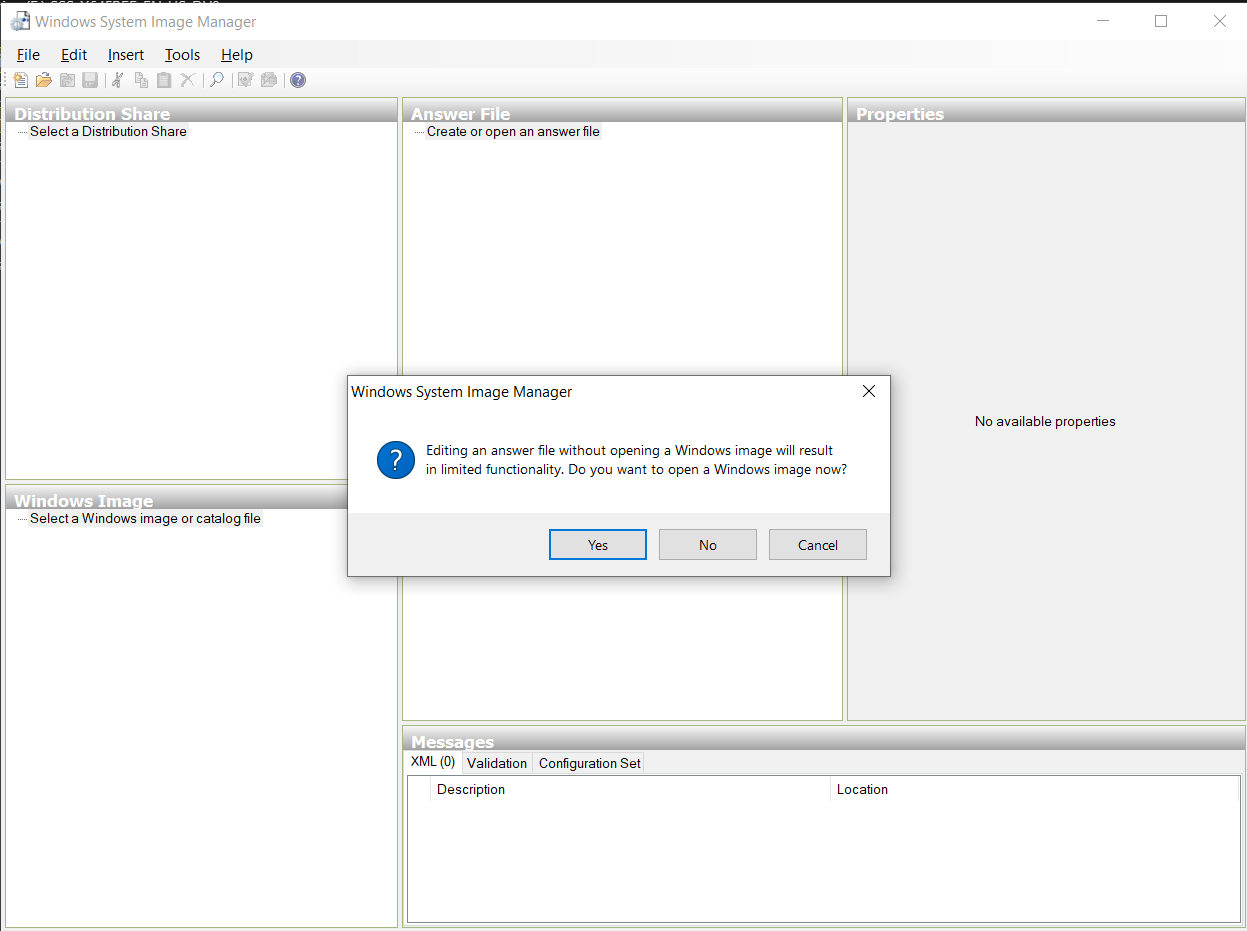 Windows System Image Manager
File Edit Insert Tools Help
Distribution Share
Select a Distribution Share
Answer File
Create or open an answer file
Properties
No available properties
Windows System Image Manager
?
Editing an answer file without opening a Windows image will result
in limited functionality. Do you want to open a Windows image now?
Yes No Cancel
Windows Image
Select a Windows image or catalog file
Messages
XML (0) Validation Configuration Set
Description Location